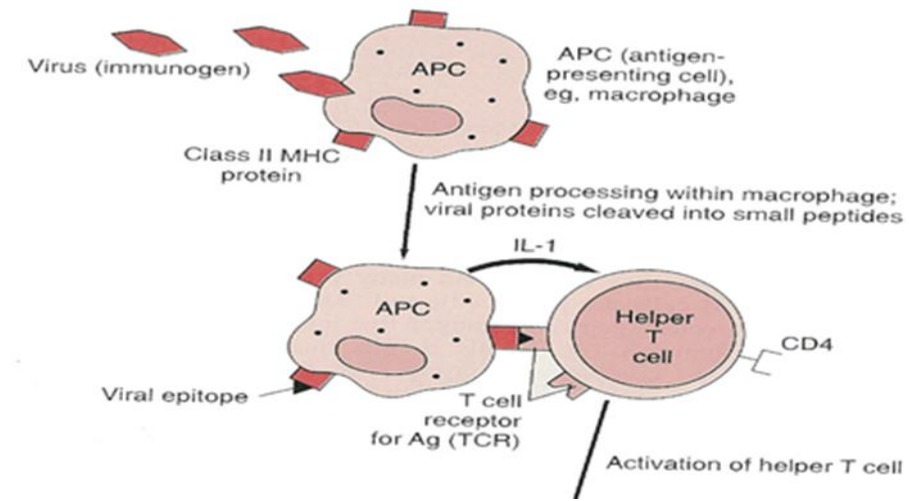 Virus (immunogen)
APC
APC (antigen-
presenting cell),
eg, macrophage
Class II MHC
protein
Antigen processing within macrophage;
viral proteins cleaved into small peptides
IL-1
APC
Helper
T
cell
CD4
Viral epitope
T cell
receptor
for Ag (TCR)
Activation of helper T cell